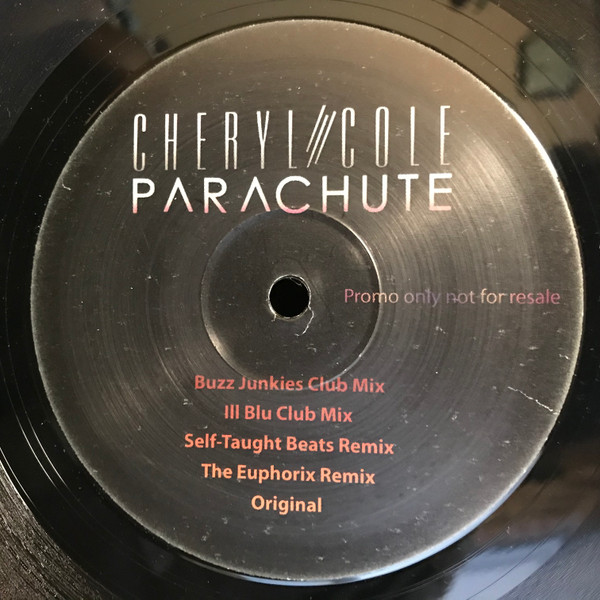 CHERYL///COLE
PARACHUTE
Promo only not for resale
Buzz Junkies Club Mix
Ill Blu Club Mix
Self-Taught Beats Remix
The Euphorix Remix
Original